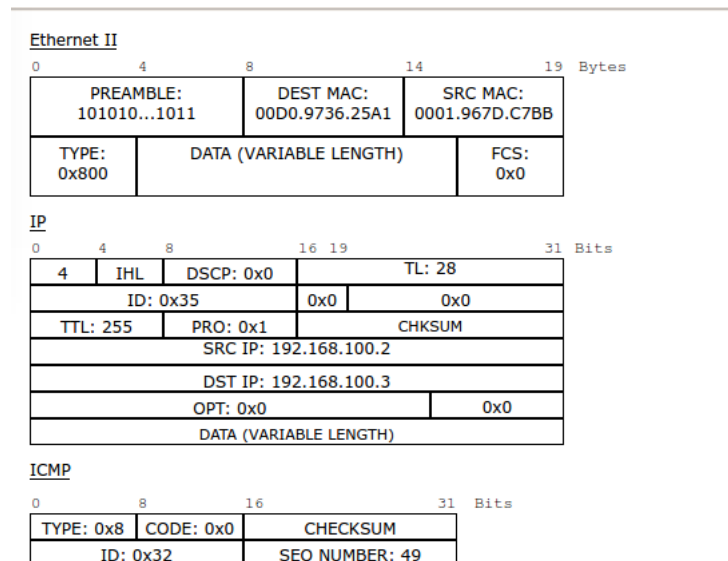 Ethernet II
0 4 8 14 19 Bytes
PREAMBLE: DEST MAC: SRC MAC:
101010...1011 00D0.9736.25A1 0001.967D.C7BB
TYPE: DATA (VARIABLE LENGTH) FCS:
0x800 0x0
IP
0 4 8 16 19 31 Bits
4 IHL DSCP: 0x0 TL: 28
ID: 0x35 0x0 0x0
TTL: 255 PRO: 0x1 CHKSUM
SRC IP: 192.168.100.2
DST IP: 192.168.100.3
OPT: 0x0 0x0
DATA (VARIABLE LENGTH)
ICMP
0 8 16 31 Bits
TYPE: 0x8 CODE: 0x0 CHECKSUM
ID: 0x32 SEQ NUMBER: 49